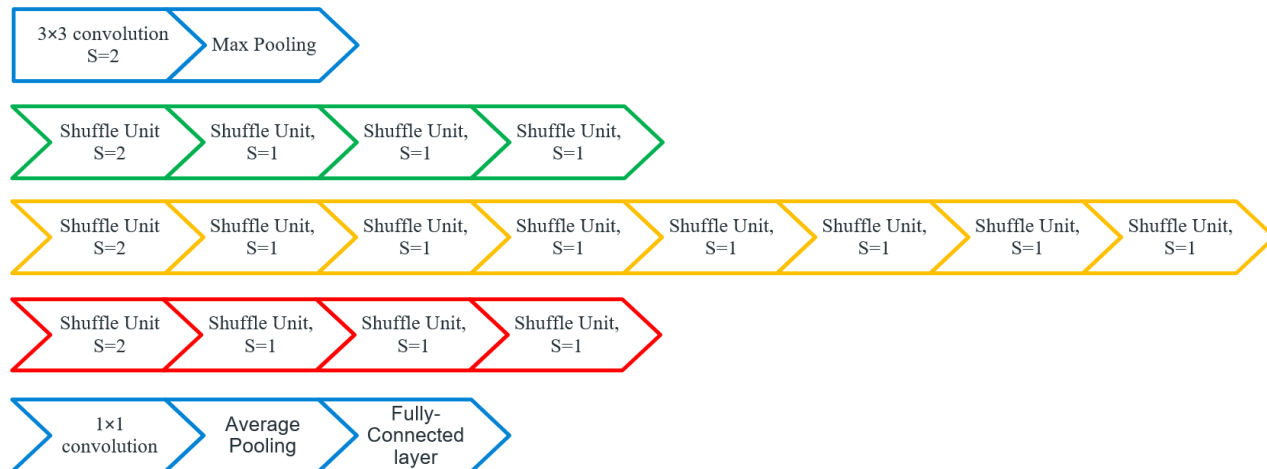 3×3 convolution
S=2
Max Pooling
Shuffle Unit
S=2
Shuffle Unit,
S=1
Shuffle Unit,
S=1
Shuffle Unit,
S=1
Shuffle Unit
S=2
Shuffle Unit,
S=1
Shuffle Unit,
S=1
Shuffle Unit,
S=1
Shuffle Unit,
S=1
Shuffle Unit,
S=1
Shuffle Unit,
S=1
Shuffle Unit,
S=1
Shuffle Unit
S=2
Shuffle Unit,
S=1
Shuffle Unit,
S=1
Shuffle Unit,
S=1
1×1
convolution
Average
Pooling
Fully-
Connected
layer